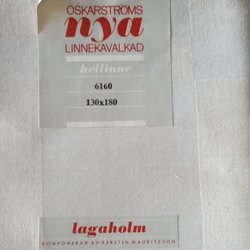 OSKARSTRÖMS
nya
LINNEKAVALKAD
hellinne
6160
130x180
lagaholm
KOMPONERAD AV KERSTIN MAURITZSON